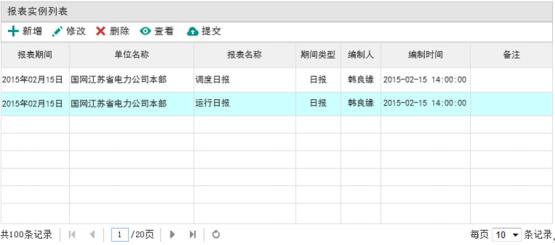 报表实例列表
新增 修改 删除 查看 提交
报表期间 单位名称 报表名称 期间类型 编制人 编制时间 备注
2015年02月15日 国网江苏省电力公司本部 调度日报 日报 韩良缘 2015-02-15 14:00:00
2015年02月15日 国网江苏省电力公司本部 运行日报 日报 韩良缘 2015-02-15 14:00:00
共100条记录 1 /20页 每页 10 条记录